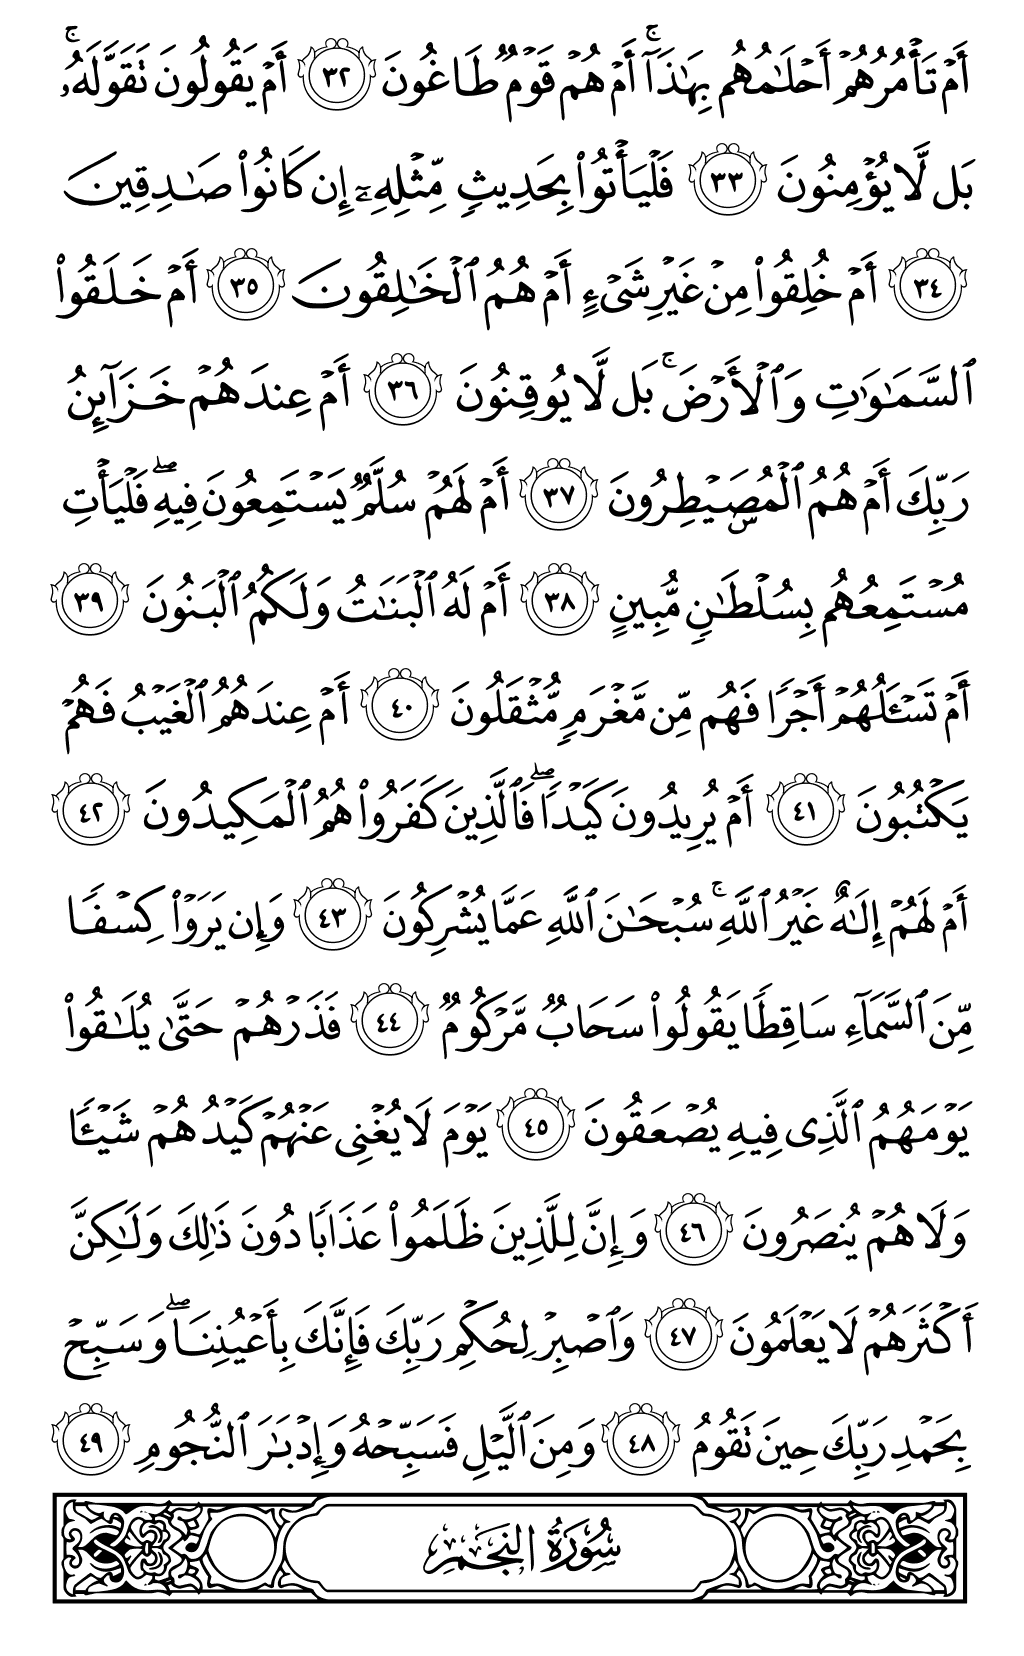 أَمْ تَأْمُرُهُمْ أَحْلَـٰمُهُم بِهَـٰذَآ ۚ أَمْ هُمْ قَوْمٌ طَاغُونَ ٣٢ أَمْ يَقُولُونَ تَقَوَّلَهُۥ ۚ
بَل لَّا يُؤْمِنُونَ ٣٣ فَلْيَأْتُوا۟ بِحَدِيثٍ مِّثْلِهِۦٓ إِن كَانُوا۟ صَـٰدِقِينَ
٣٤ أَمْ خُلِقُوا۟ مِنْ غَيْرِ شَىْءٍ أَمْ هُمُ ٱلْخَـٰلِقُونَ ٣٥ أَمْ خَلَقُوا۟
ٱلسَّمَـٰوَٰتِ وَٱلْأَرْضَ ۚ بَل لَّا يُوقِنُونَ ٣٦ أَمْ عِندَهُمْ خَزَآئِنُ
رَبِّكَ أَمْ هُمُ ٱلْمُصَۣيْطِرُونَ ٣٧ أَمْ لَهُمْ سُلَّمٌ يَسْتَمِعُونَ فِيهِ ۖ فَلْيَأْتِ
مُسْتَمِعُهُم بِسُلْطَـٰنٍ مُّبِينٍ ٣٨ أَمْ لَهُ ٱلْبَنَـٰتُ وَلَكُمُ ٱلْبَنُونَ ٣٩
أَمْ تَسْـَٔلُهُمْ أَجْرًا فَهُم مِّن مَّغْرَمٍ مُّثْقَلُونَ ٤٠ أَمْ عِندَهُمُ ٱلْغَيْبُ فَهُمْ
يَكْتُبُونَ ٤١ أَمْ يُرِيدُونَ كَيْدًا ۖ فَٱلَّذِينَ كَفَرُوا۟ هُمُ ٱلْمَكِيدُونَ ٤٢
أَمْ لَهُمْ إِلَـٰهٌ غَيْرُ ٱللَّهِ ۚ سُبْحَـٰنَ ٱللَّهِ عَمَّا يُشْرِكُونَ ٤٣ وَإِن يَرَوْا۟ كِسْفًا
مِّنَ ٱلسَّمَآءِ سَاقِطًا يَقُولُوا۟ سَحَابٌ مَّرْكُومٌ ٤٤ فَذَرْهُمْ حَتَّىٰ يُلَـٰقُوا۟
يَوْمَهُمُ ٱلَّذِى فِيهِ يُصْعَقُونَ ٤٥ يَوْمَ لَا يُغْنِى عَنْهُمْ كَيْدُهُمْ شَيْـًٔا
وَلَا هُمْ يُنصَرُونَ ٤٦ وَإِنَّ لِلَّذِينَ ظَلَمُوا۟ عَذَابًا دُونَ ذَٰلِكَ وَلَـٰكِنَّ
أَكْثَرَهُمْ لَا يَعْلَمُونَ ٤٧ وَٱصْبِرْ لِحُكْمِ رَبِّكَ فَإِنَّكَ بِأَعْيُنِنَا ۖ وَسَبِّحْ
بِحَمْدِ رَبِّكَ حِينَ تَقُومُ ٤٨ وَمِنَ ٱلَّيْلِ فَسَبِّحْهُ وَإِدْبَـٰرَ ٱلنُّجُومِ ٤٩
سُورَةُ النَّجْمِ